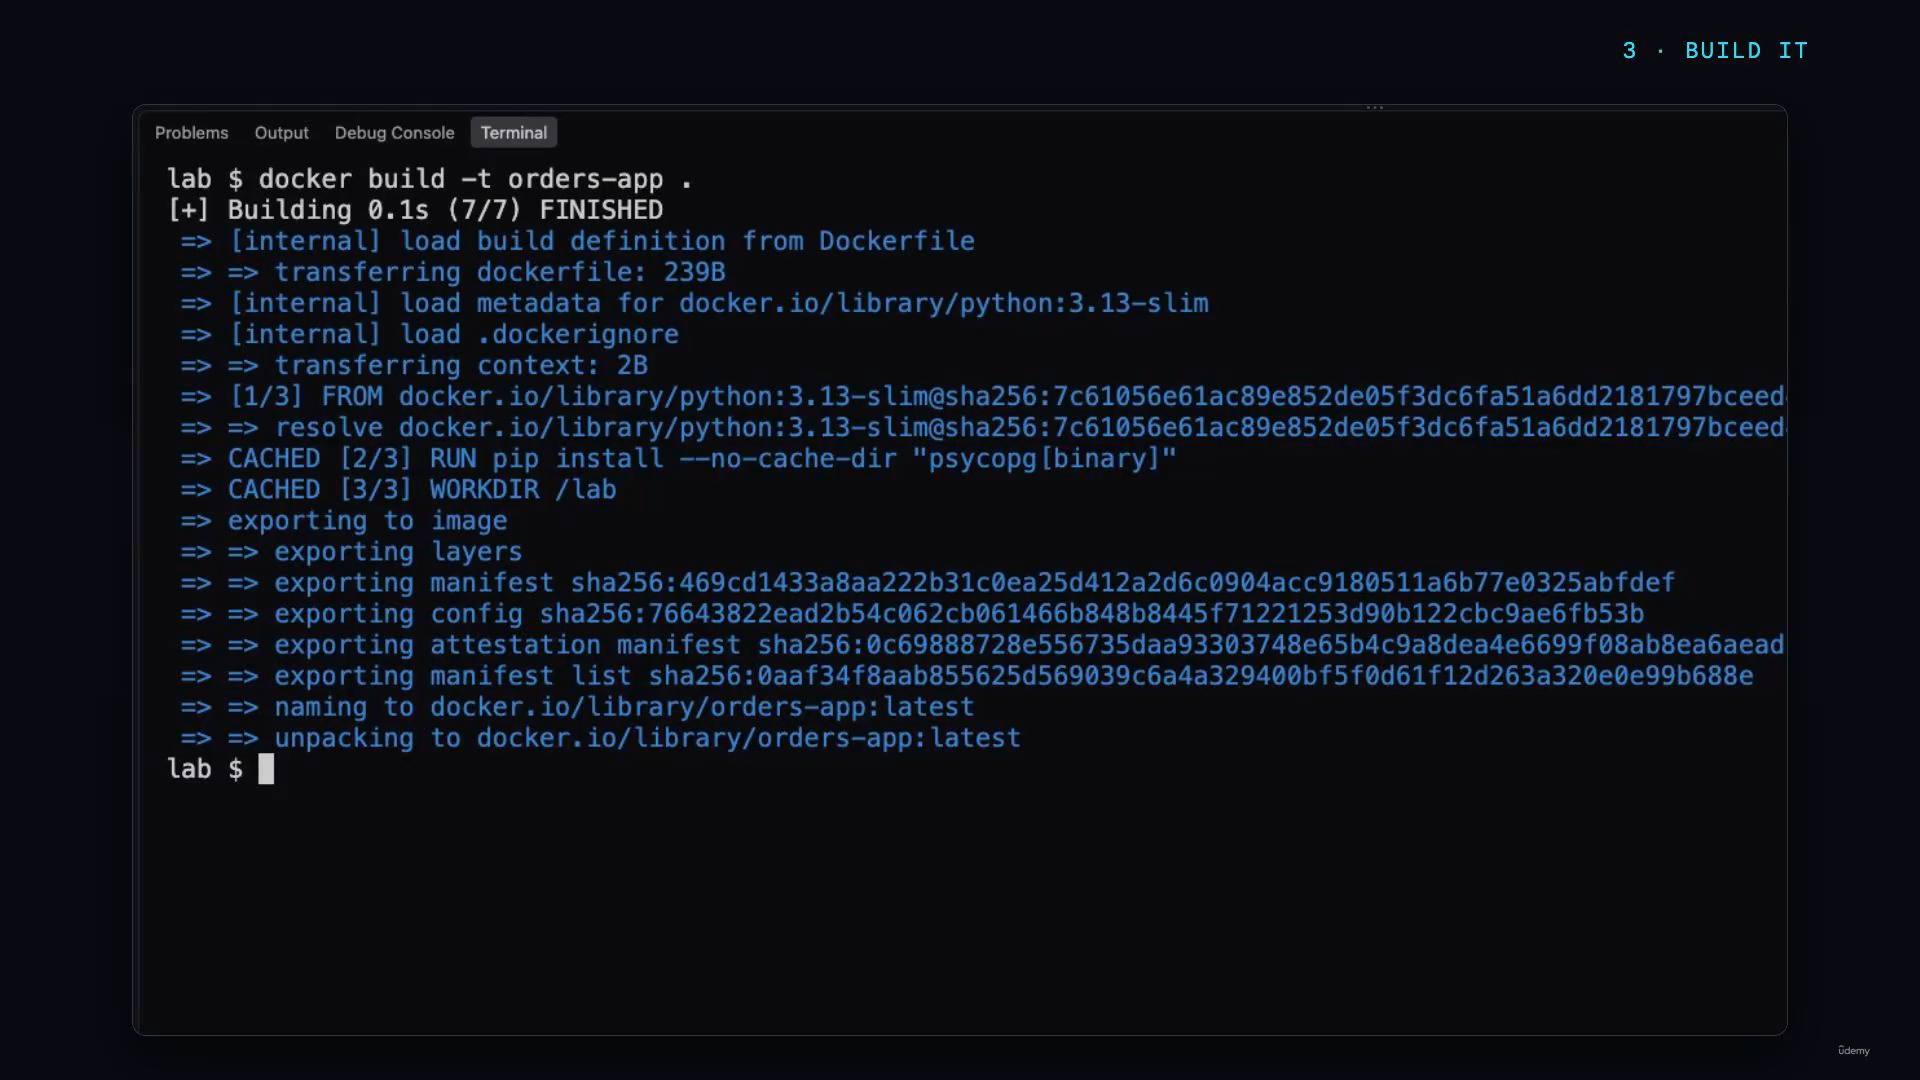 3 · BUILD IT
Problems Output Debug Console Terminal
lab $ docker build -t orders-app .
[+] Building 0.1s (7/7) FINISHED
=> [internal] load build definition from Dockerfile
=> => transferring dockerfile: 239B
=> [internal] load metadata for docker.io/library/python:3.13-slim
=> [internal] load .dockerignore
=> => transferring context: 2B
=> [1/3] FROM docker.io/library/python:3.13-slim@sha256:7c61056e61ac89e852de05f3dc6fa51a6dd2181797bceed
=> => resolve docker.io/library/python:3.13-slim@sha256:7c61056e61ac89e852de05f3dc6fa51a6dd2181797bceed
=> CACHED [2/3] RUN pip install --no-cache-dir "psycopg[binary]"
=> CACHED [3/3] WORKDIR /lab
=> exporting to image
=> => exporting layers
=> => exporting manifest sha256:469cd1433a8aa222b31c0ea25d412a2d6c0904acc9180511a6b77e0325abfdef
=> => exporting config sha256:76643822ead2b54c062cb061466b848b8445f71221253d90b122cbc9ae6fb53b
=> => exporting attestation manifest sha256:0c69888728e556735daa93303748e65b4c9a8dea4e6699f08ab8ea6aead
=> => exporting manifest list sha256:0aaf34f8aab855625d569039c6a4a329400bf5f0d61f12d263a320e0e99b688e
=> => naming to docker.io/library/orders-app:latest
=> => unpacking to docker.io/library/orders-app:latest
lab $
udemy